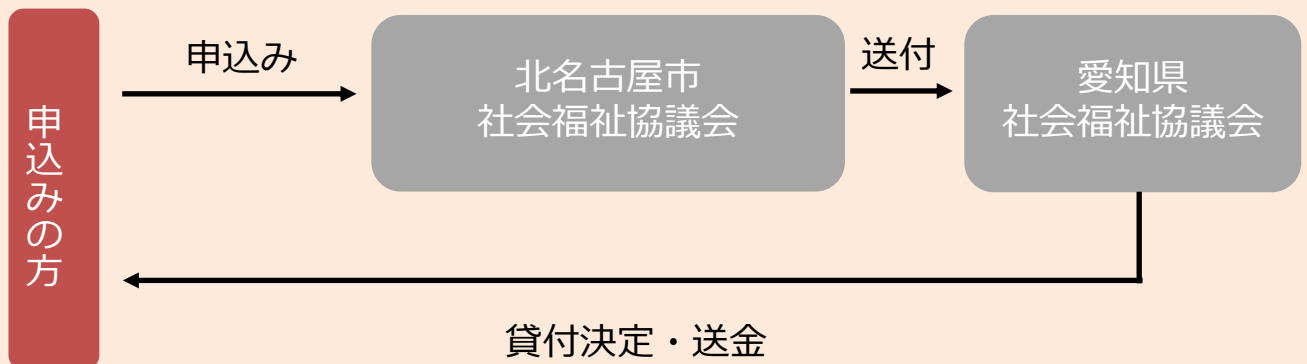 申込みの方
申込み
北名古屋市
社会福祉協議会
送付
愛知県
社会福祉協議会
貸付決定・送金